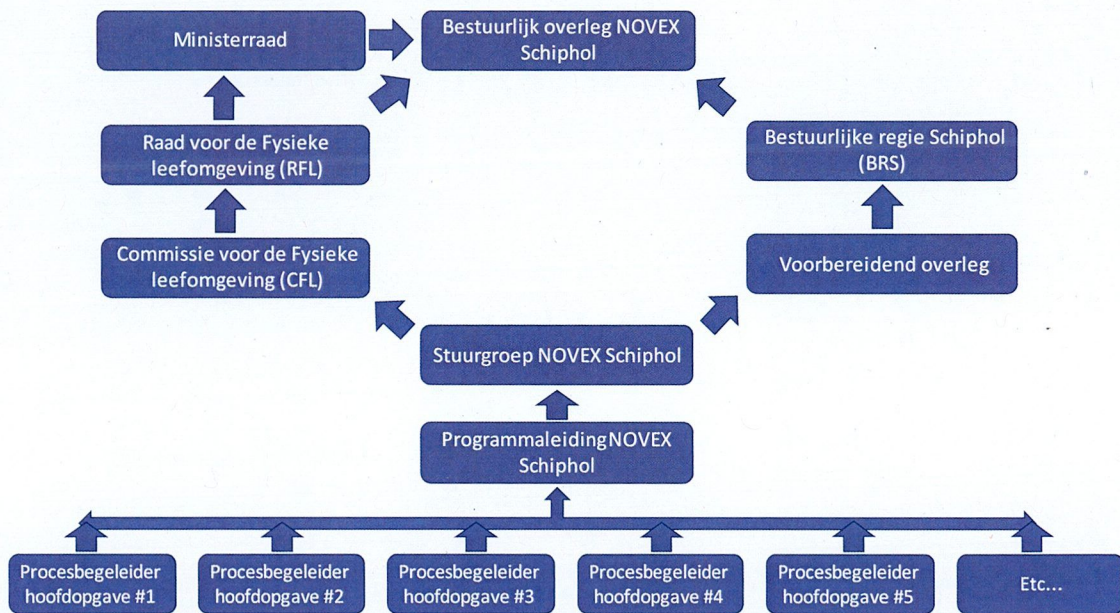 Ministerraad
Bestuurlijk overleg NOVEX
Schiphol
Raad voor de Fysieke
leefomgeving (RFL)
Bestuurlijke regie Schiphol
(BRS)
Commissie voor de Fysieke
leefomgeving (CFL)
Voorbereidend overleg
Stuurgroep NOVEX Schiphol
Programmaleiding NOVEX
Schiphol
Procesbegeleider
hoofdopgave #1
Procesbegeleider
hoofdopgave #2
Procesbegeleider
hoofdopgave #3
Procesbegeleider
hoofdopgave #4
Procesbegeleider
hoofdopgave #5
Etc...